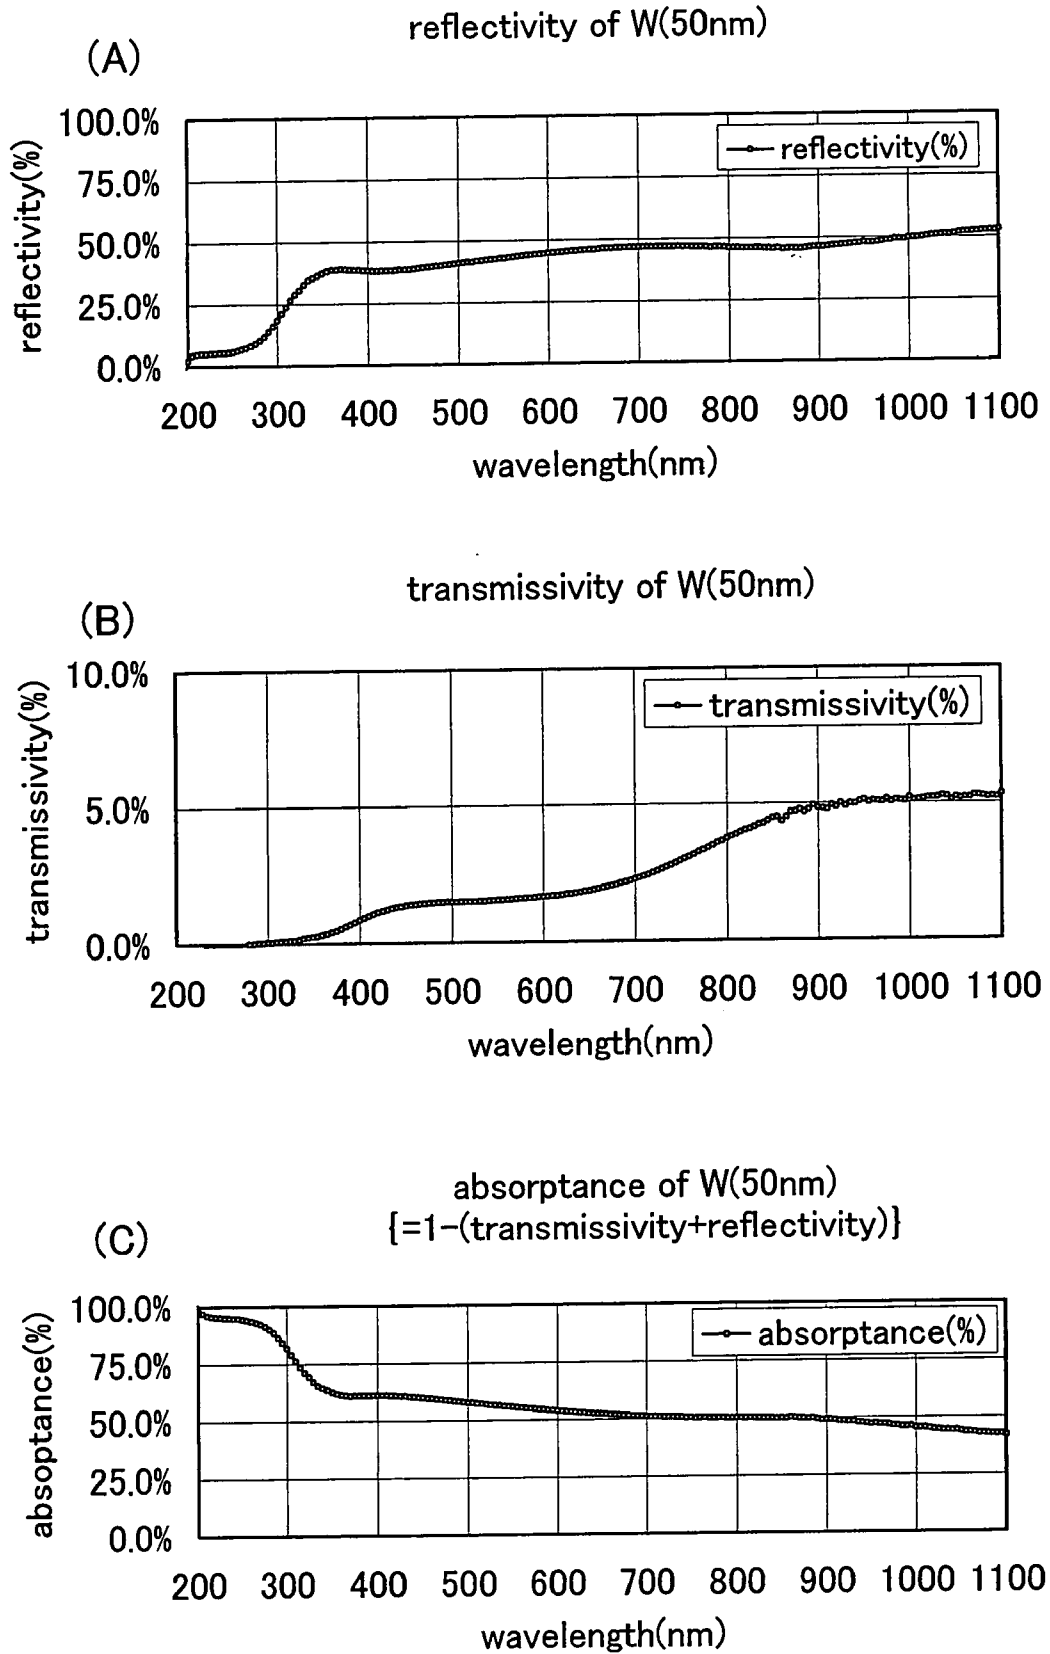 reflectivity of W(50nm)
(A)
100.0%
75.0%
50.0%
25.0%
0.0%
reflectivity(%)
reflectivity(%)
200 300 400 500 600 700 800 900 1000 1100
wavelength(nm)
transmissivity of W(50nm)
(B)
10.0%
5.0%
0.0%
transmissivity(%)
transmissivity(%)
200 300 400 500 600 700 800 900 1000 1100
wavelength(nm)
absorptance of W(50nm)
{=1-(transmissivity+reflectivity)}
(C)
100.0%
75.0%
50.0%
25.0%
0.0%
absoptance(%)
absorptance(%)
200 300 400 500 600 700 800 900 1000 1100
wavelength(nm)